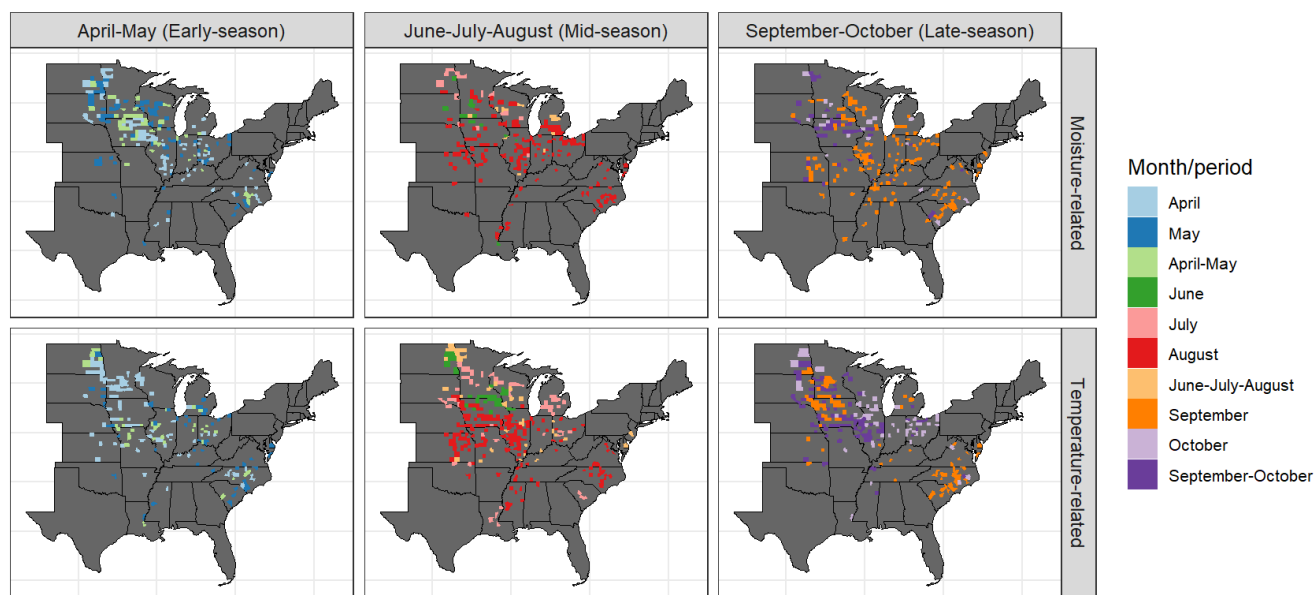 April-May (Early-season)
June-July-August (Mid-season)
September-October (Late-season)
Moisture-related
Temperature-related
Month/period
April
May
April-May
June
July
August
June-July-August
September
October
September-October